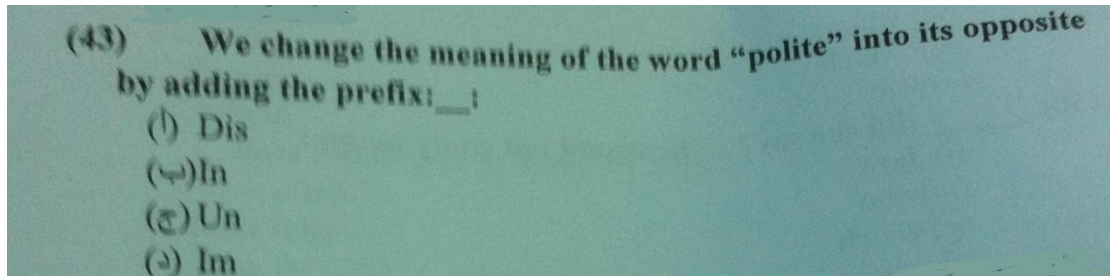 (43) We change the meaning of the word “polite” into its opposite
by adding the prefix:__:
(ا) Dis
(ب)In
(ج) Un
(د) Im